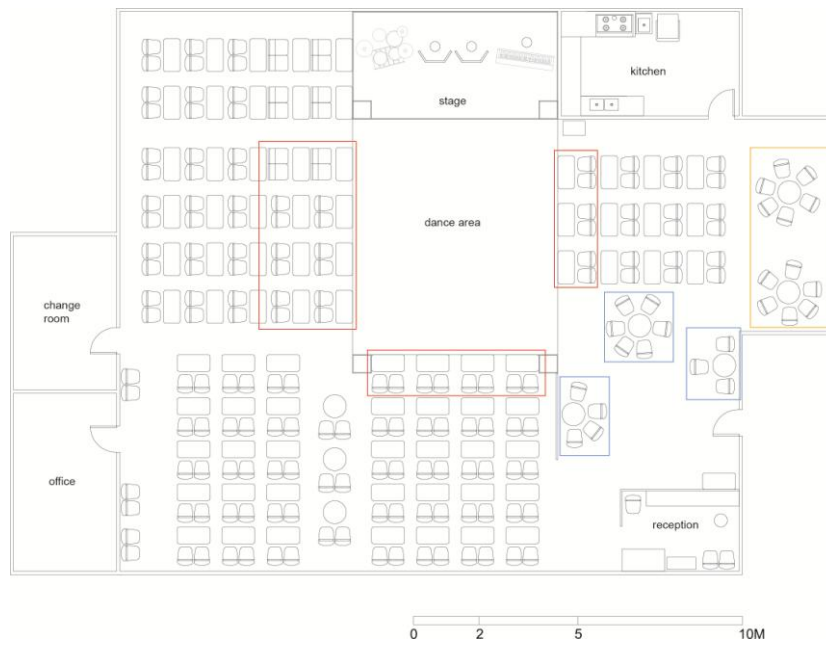 kitchen
stage
dance area
change
room
office
reception
0 2 5 10M